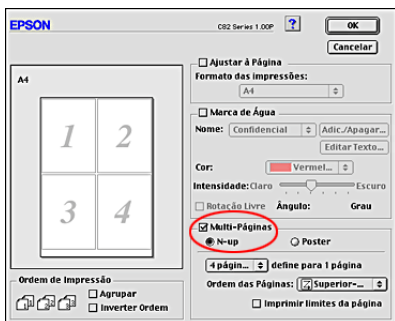 EPSON
C82 Series 1.00P
?
OK
Cancelar
A4
1 2
3 4
Ajustar à Página
Formato das impressões:
A4
Marca de Água
Nome: Confidencial Adic./Apagar...
Editar Texto...
Cor: Vermel...
Intensidade: Claro Escuro
Rotação Livre Ângulo: Grau
Multi-Páginas
N-up Poster
4 págin... define para 1 página
Ordem das Páginas: Superior-...
Imprimir limites da página
Ordem de Impressão
Agrupar
Inverter Ordem